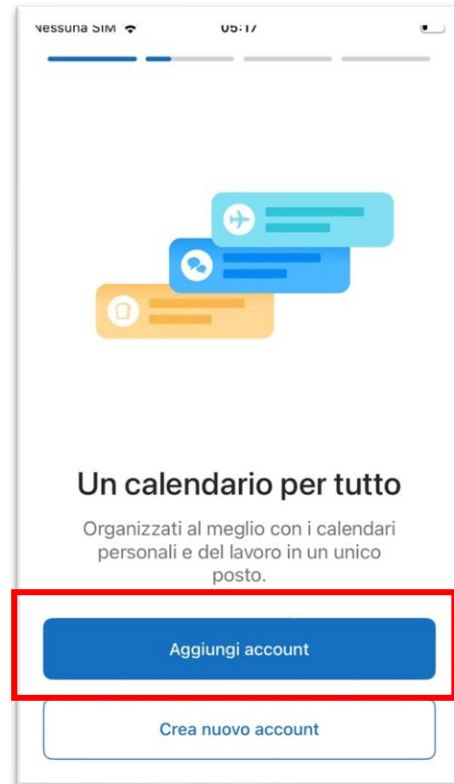 Nessuna SIM 05:17
Un calendario per tutto
Organizzati al meglio con i calendari
personali e del lavoro in un unico
posto.
Aggiungi account
Crea nuovo account